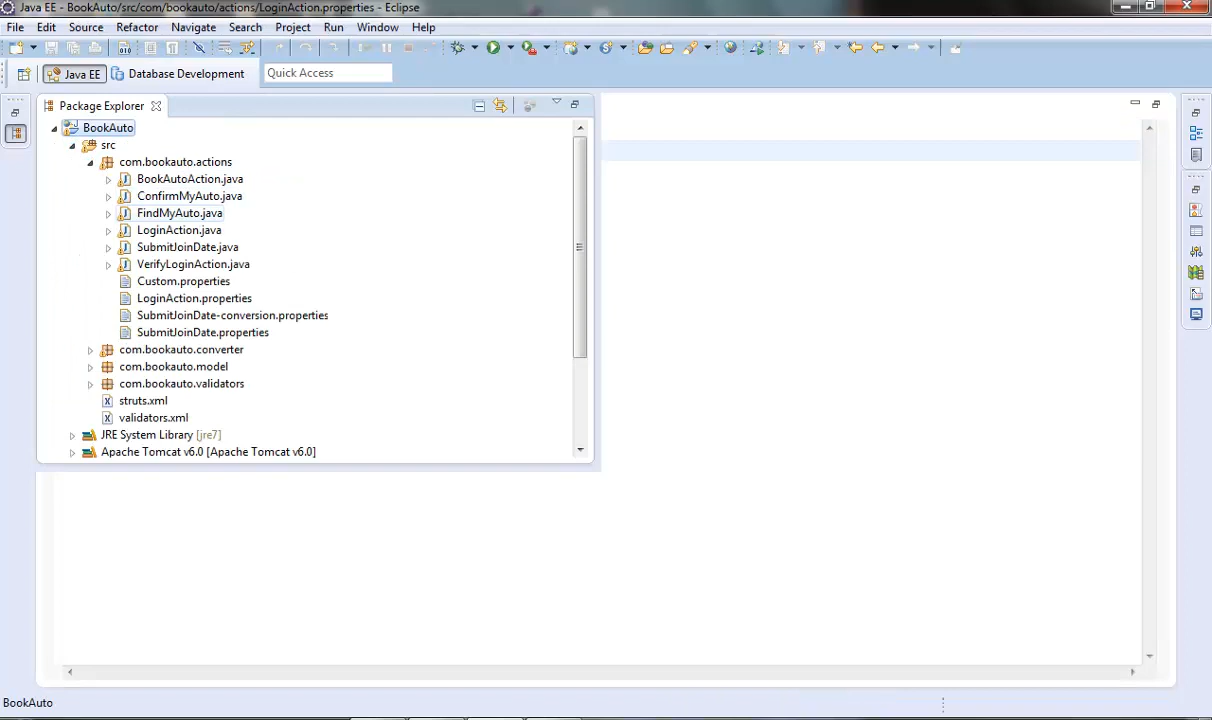 Java EE - BookAuto/src/com/bookauto/actions/LoginAction.properties - Eclipse
File Edit Source Refactor Navigate Search Project Run Window Help
Java EE Database Development Quick Access
Package Explorer
BookAuto
src
com.bookauto.actions
BookAutoAction.java
ConfirmMyAuto.java
FindMyAuto.java
LoginAction.java
SubmitJoinDate.java
VerifyLoginAction.java
Custom.properties
LoginAction.properties
SubmitJoinDate-conversion.properties
SubmitJoinDate.properties
com.bookauto.converter
com.bookauto.model
com.bookauto.validators
struts.xml
validators.xml
JRE System Library [jre7]
Apache Tomcat v6.0 [Apache Tomcat v6.0]
BookAuto